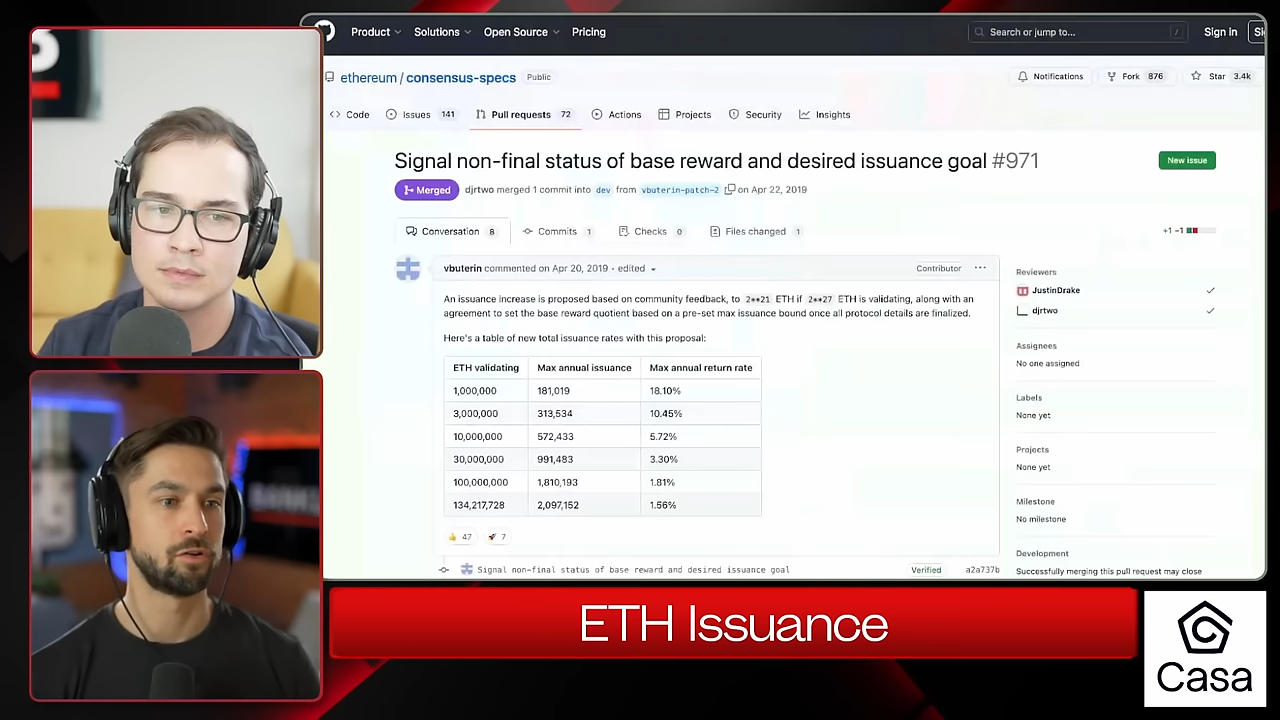 Product Solutions Open Source Pricing
Search or jump to... /
Sign in
ethereum / consensus-specs Public
Notifications Fork 876 Star 3.4k
Code Issues 141 Pull requests 72 Actions Projects Security Insights
Signal non-final status of base reward and desired issuance goal #971
New issue
Merged djrtwo merged 1 commit into dev from vbuterin-patch-2 on Apr 22, 2019
Conversation 8 Commits 1 Checks 0 Files changed 1
+1 −1
vbuterin commented on Apr 20, 2019 • edited
Contributor ...
An issuance increase is proposed based on community feedback, to 2**21 ETH if 2**27 ETH is validating, along with an
agreement to set the base reward quotient based on a pre-set max issuance bound once all protocol details are finalized.
Here's a table of new total issuance rates with this proposal:
ETH validating Max annual issuance Max annual return rate
1,000,000 181,019 18.10%
3,000,000 313,534 10.45%
10,000,000 572,433 5.72%
30,000,000 991,483 3.30%
100,000,000 1,810,193 1.81%
134,217,728 2,097,152 1.56%
47 7
Signal non-final status of base reward and desired issuance goal Verified a2a737b
Reviewers
JustinDrake
djrtwo
Assignees
No one assigned
Labels
None yet
Projects
None yet
Milestone
No milestone
Development
Successfully merging this pull request may close
ETH Issuance
Casa